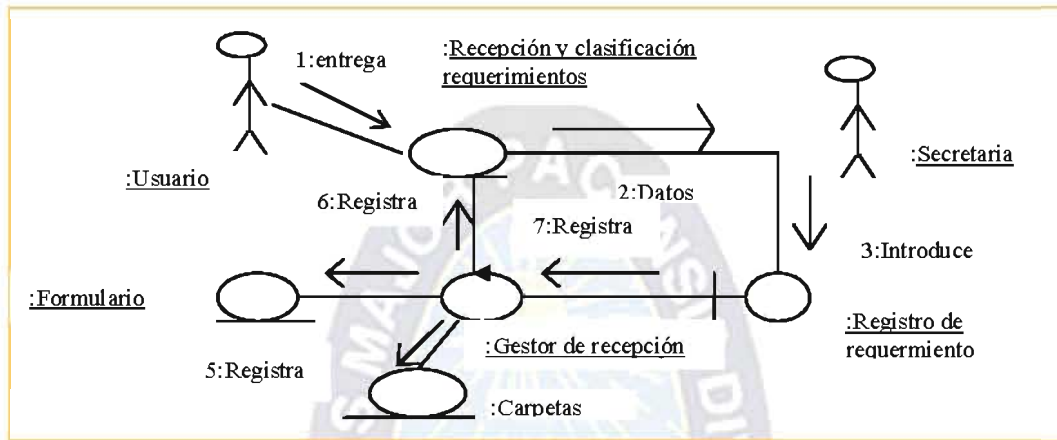 1:entrega
:Recepción y clasificación
requerimientos
:Usuario
:Secretaria
6:Registra
2:Datos
7:Registra
3:Introduce
:Formulario
:Gestor de recepción
:Registro de
requermiento
5:Registra
:Carpetas